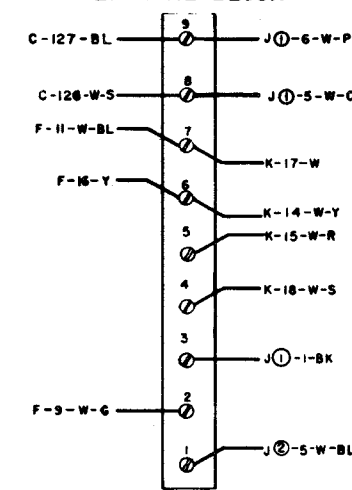 9
C-127-BL J①-6-W-P
8
C-126-W-S J①-5-W-O
F-11-W-BL
7
K-17-W
F-16-Y
6
K-14-W-Y
5 K-15-W-R
4 K-18-W-S
3
J①-1-BK
2
F-9-W-G
1
J②-5-W-BL